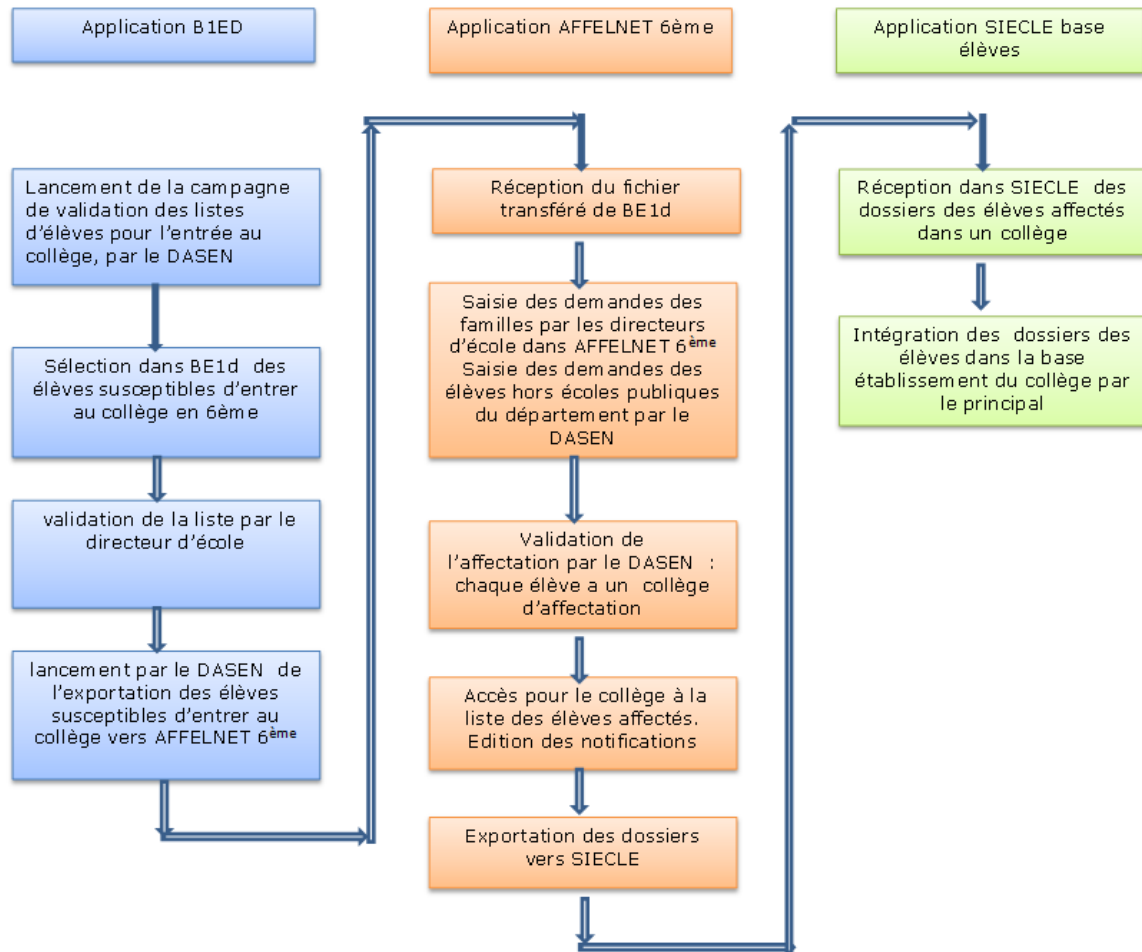 Application B1ED
Application AFFELNET 6ème
Application SIECLE base
élèves
Lancement de la campagne
de validation des listes
d'élèves pour l'entrée au
collège, par le DASEN
Sélection dans BE1d des
élèves susceptibles d'entrer
au collège en 6ème
validation de la liste par le
directeur d'école
lancement par le DASEN de
l'exportation des élèves
susceptibles d'entrer au
collège vers AFFELNET 6ème
Réception du fichier
transféré de BE1d
Saisie des demandes des
familles par les directeurs
d'école dans AFFELNET 6ème
Saisie des demandes des
élèves hors écoles publiques
du département par le
DASEN
Validation de
l'affectation par le DASEN :
chaque élève a un collège
d'affectation
Accès pour le collège à la
liste des élèves affectés.
Edition des notifications
Exportation des dossiers
vers SIECLE
Réception dans SIECLE des
dossiers des élèves affectés
dans un collège
Intégration des dossiers des
élèves dans la base
établissement du collège par
le principal